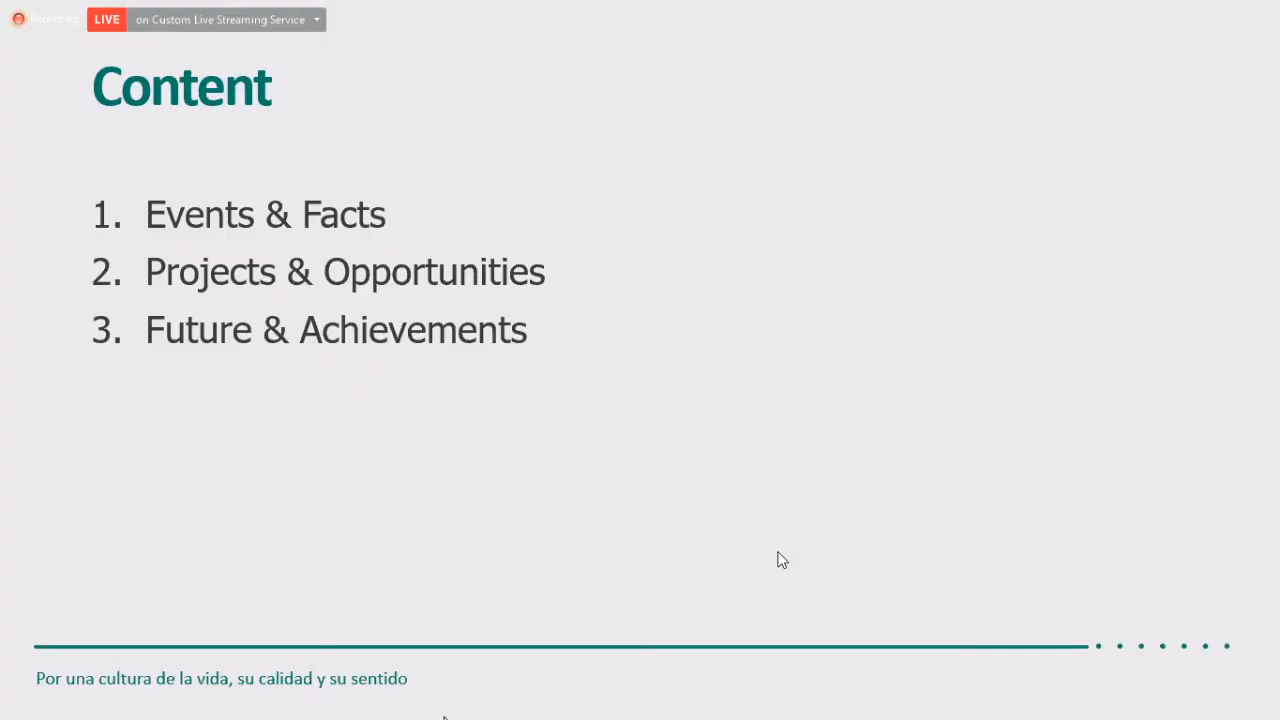 Recording LIVE on Custom Live Streaming Service
Content
1. Events & Facts
2. Projects & Opportunities
3. Future & Achievements
Por una cultura de la vida, su calidad y su sentido